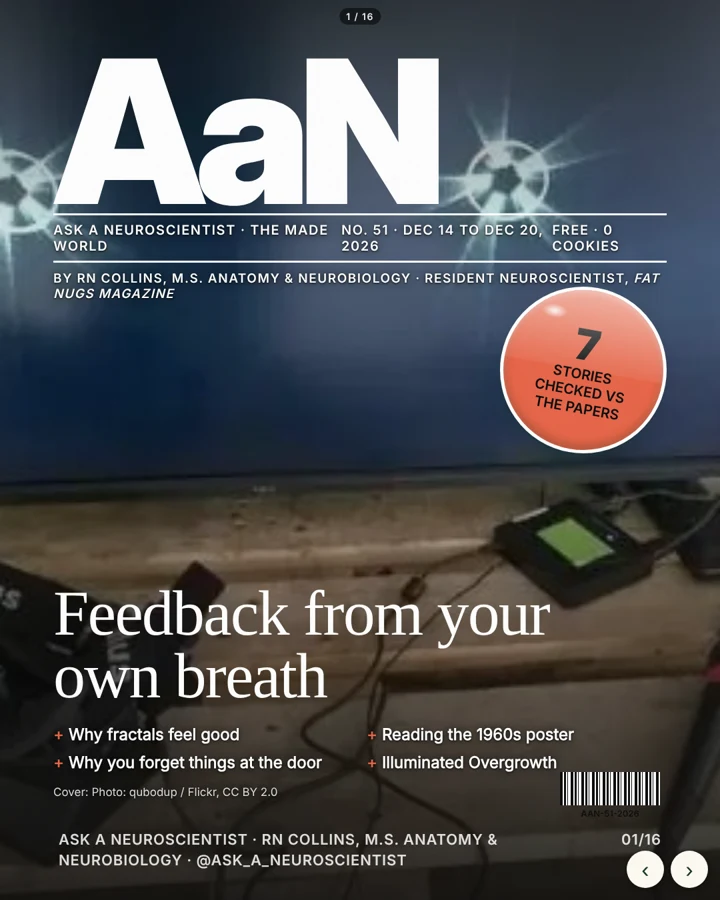 1 / 16
AaN
ASK A NEUROSCIENTIST · THE MADE WORLD
NO. 51 · DEC 14 TO DEC 20, 2026
FREE · 0 COOKIES
BY RN COLLINS, M.S. ANATOMY & NEUROBIOLOGY · RESIDENT NEUROSCIENTIST, FAT
NUGS MAGAZINE
7
STORIES
CHECKED VS
THE PAPERS
Feedback from your
own breath
+ Why fractals feel good
+ Reading the 1960s poster
+ Why you forget things at the door
+ Illuminated Overgrowth
Cover: Photo: qubodup / Flickr, CC BY 2.0
AAN-51-2026
ASK A NEUROSCIENTIST · RN COLLINS, M.S. ANATOMY &
NEUROBIOLOGY · @ASK_A_NEUROSCIENTIST
01/16